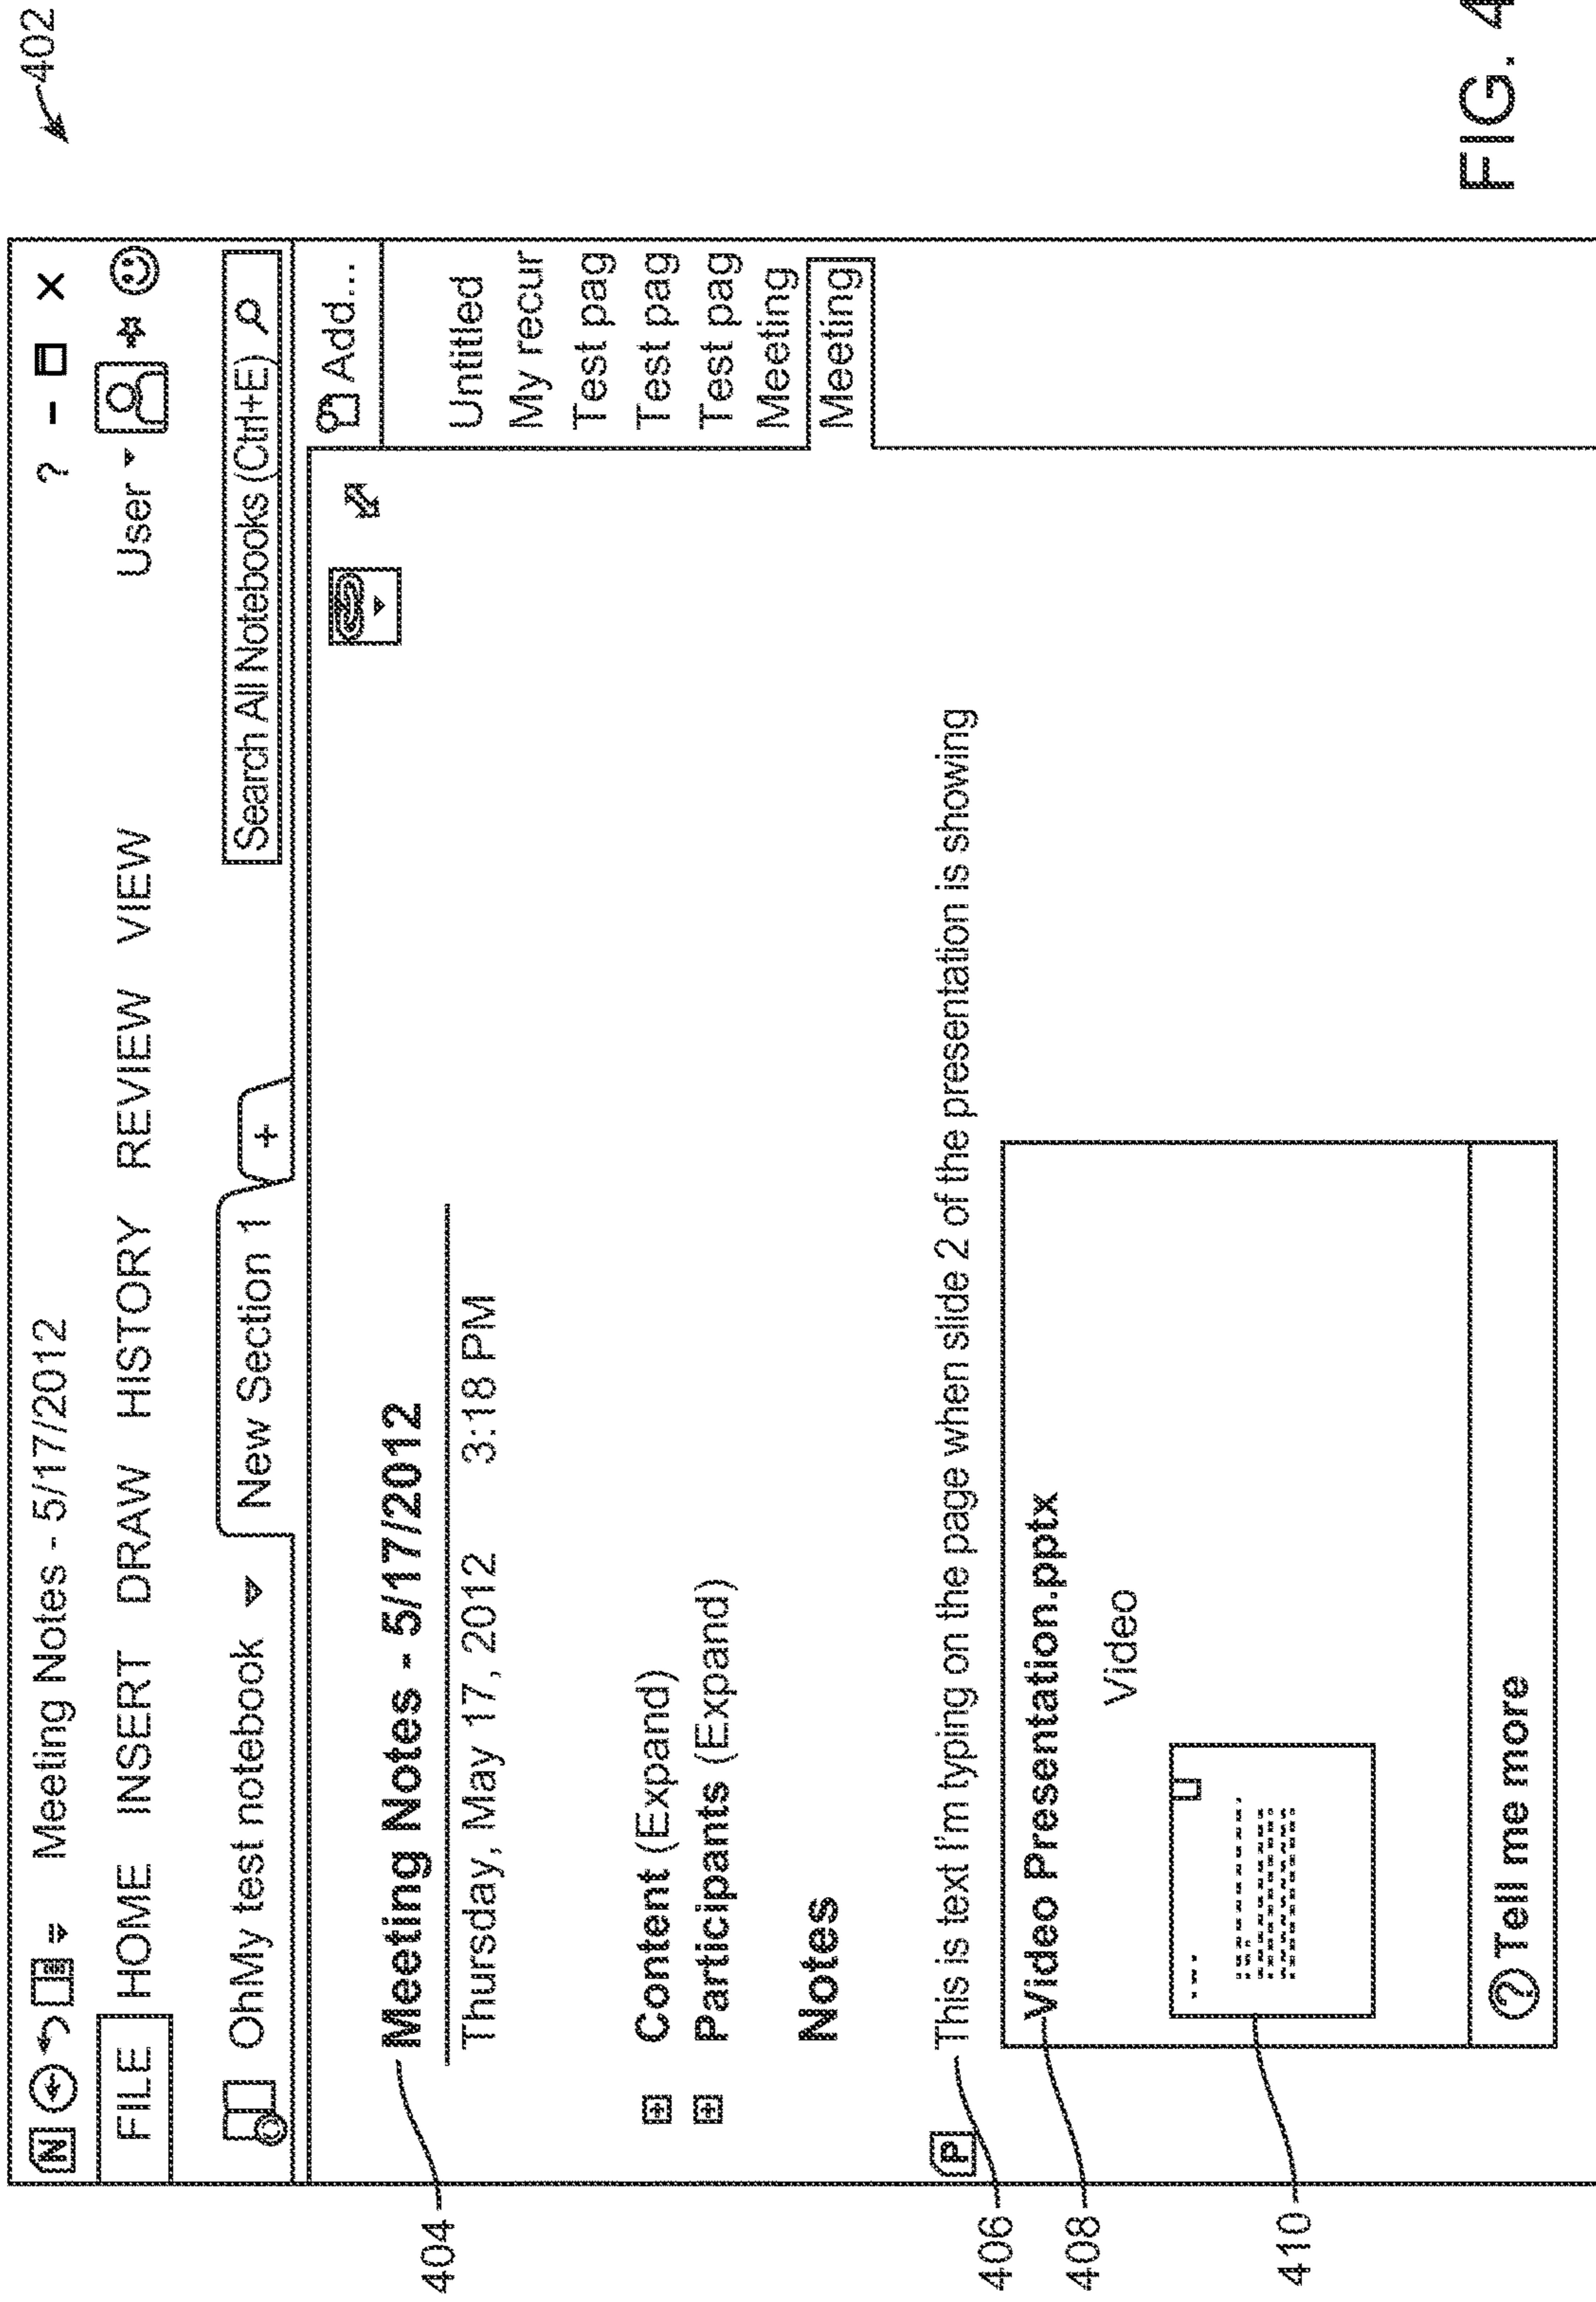 402
N Meeting Notes - 5/17/2012 ? - X
FILE HOME INSERT DRAW HISTORY REVIEW VIEW User
OhMy test notebook New Section 1 + Search All Notebooks (Ctrl+E)
Add...
404 Meeting Notes - 5/17/2012
Thursday, May 17, 2012 3:18 PM
Untitled
My recur
Test pag
Test pag
Test pag
Meeting
Meeting
Content (Expand)
Participants (Expand)
Notes
P
406 This is text I'm typing on the page when slide 2 of the presentation is showing
408 Video Presentation.pptx
Video
410
? Tell me more
FIG. 4